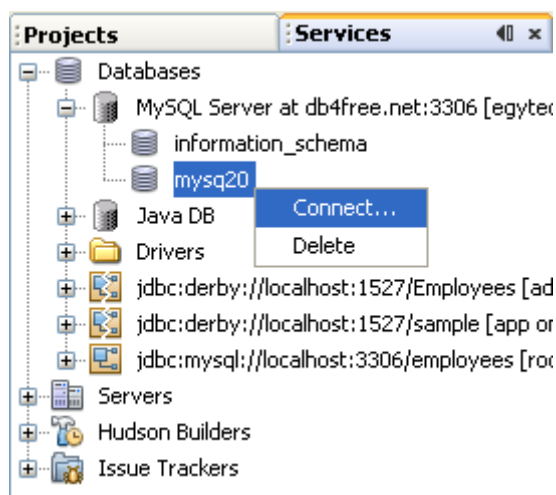 Projects
Services
Databases
MySQL Server at db4free.net:3306 [egytec
information_schema
mysq20
Connect...
Java DB
Delete
Drivers
jdbc:derby://localhost:1527/Employees [ad
jdbc:derby://localhost:1527/sample [app or
jdbc:mysql://localhost:3306/employees [roo
Servers
Hudson Builders
Issue Trackers